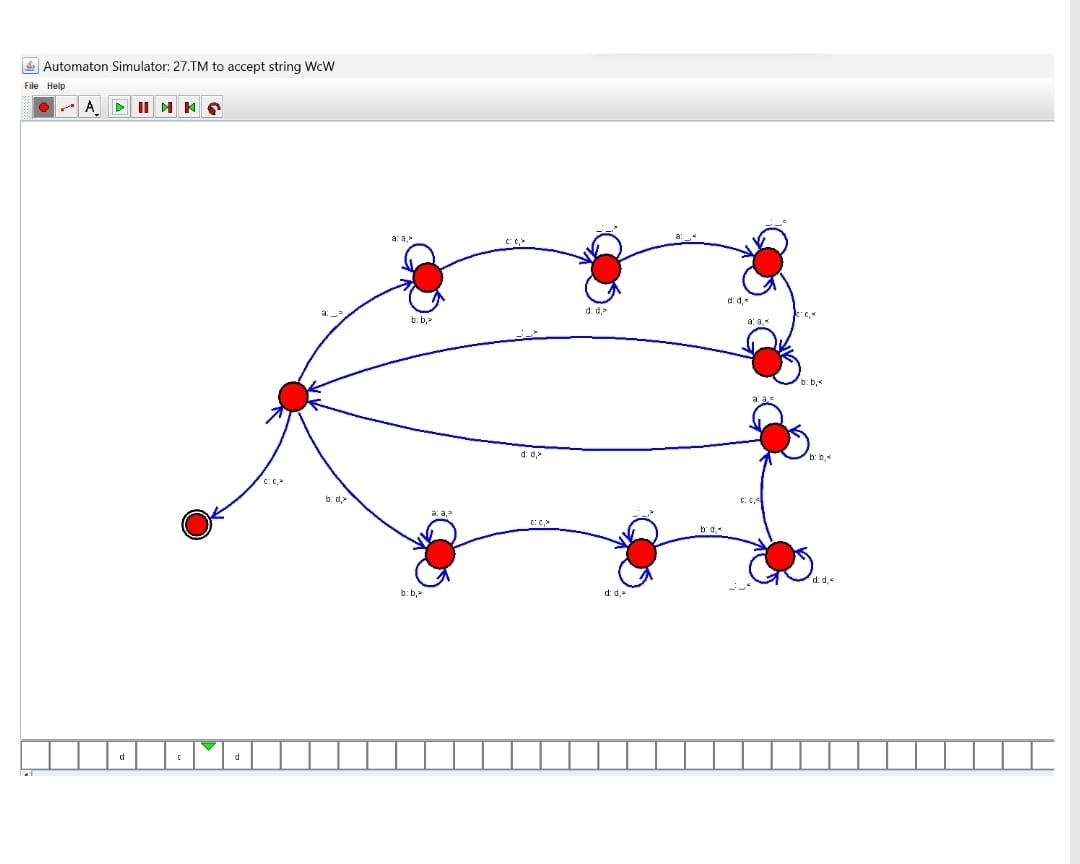 Automaton Simulator: 27.TM to accept string WcW
File Help
A
_: _,<
_: _,>
a: _,<
a: a,>
c: c,>
d: d,<
d: d,>
a: _,>
c: c,<
b: b,>
a: a,<
_: _,>
b: b,<
a: a,<
d: d,>
b: b,<
c: c,>
b: d,>
c: c,<
a: a,>
_: _,>
c: c,>
b: d,<
d: d,<
_: _,<
b: b,>
d: d,>
d c d